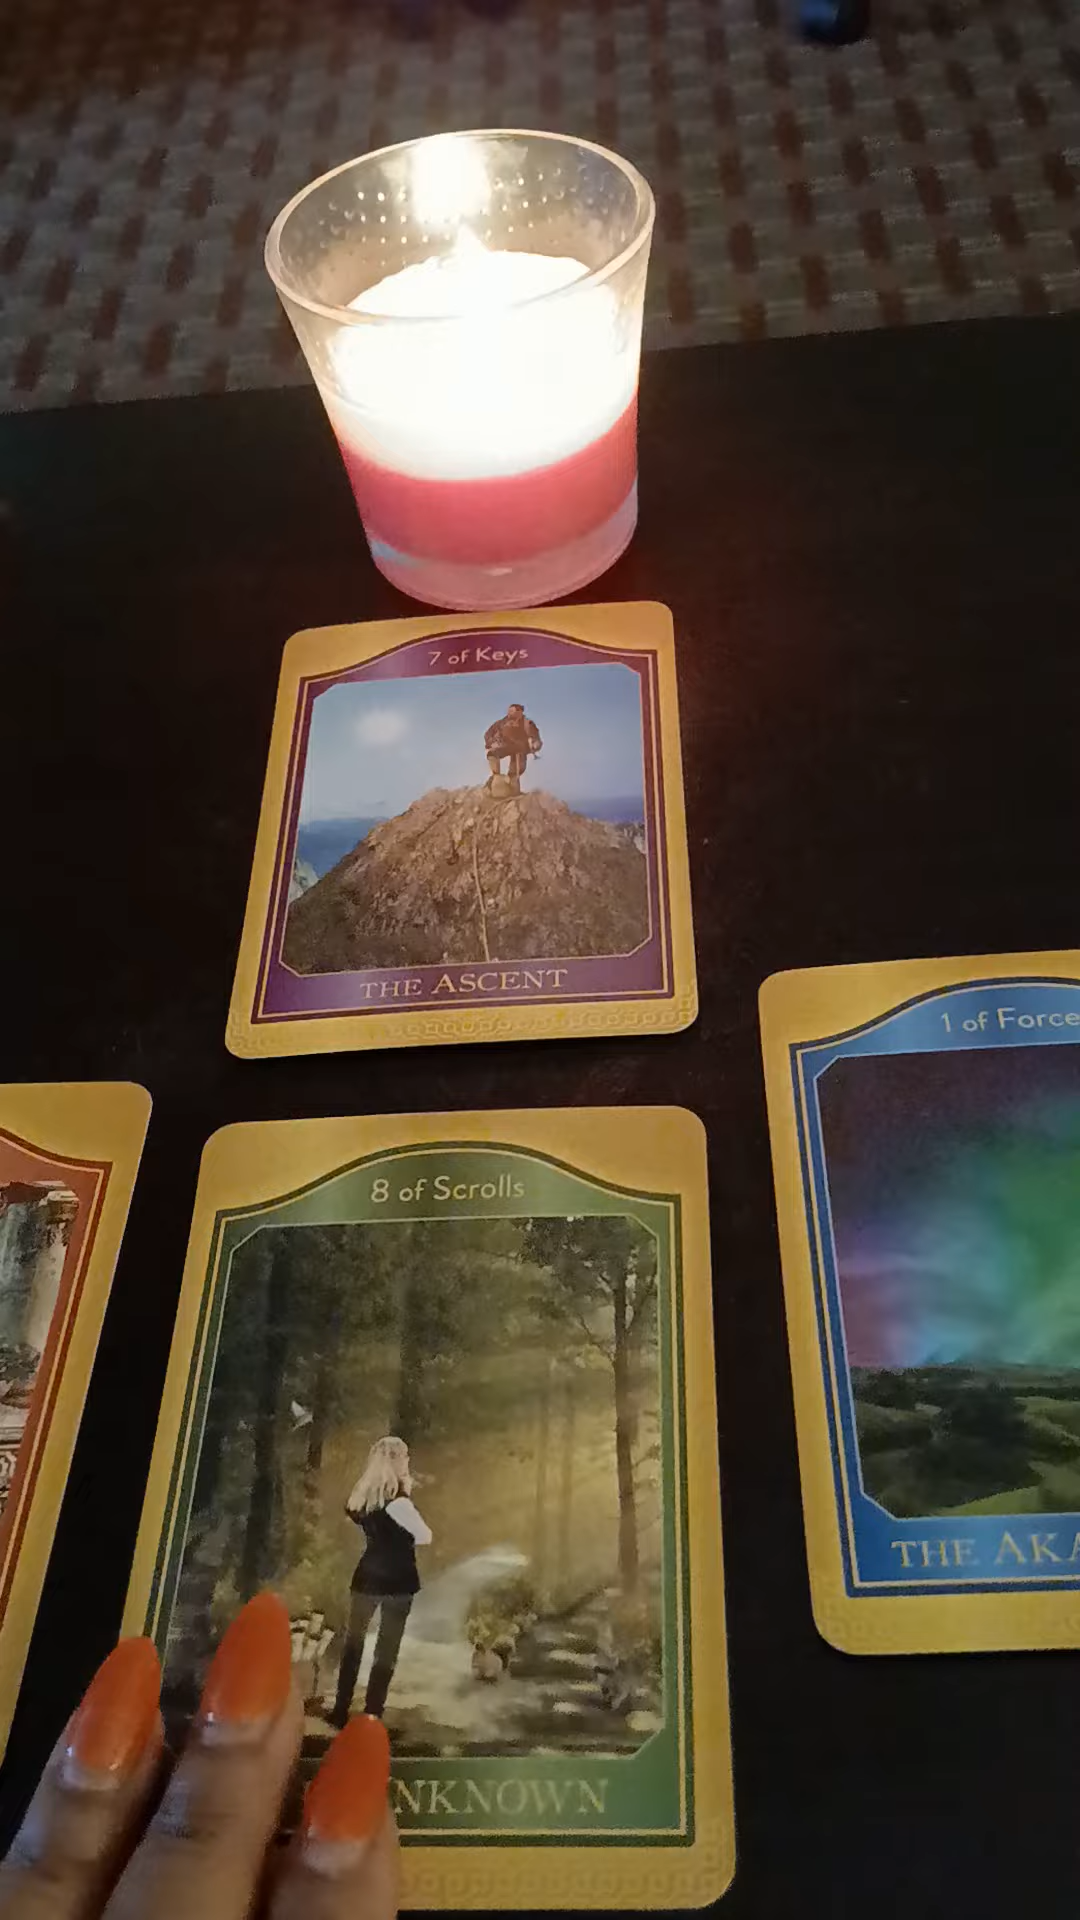 7 of Keys
THE ASCENT
1 of Force
THE AKA
8 of Scrolls
NKNOWN